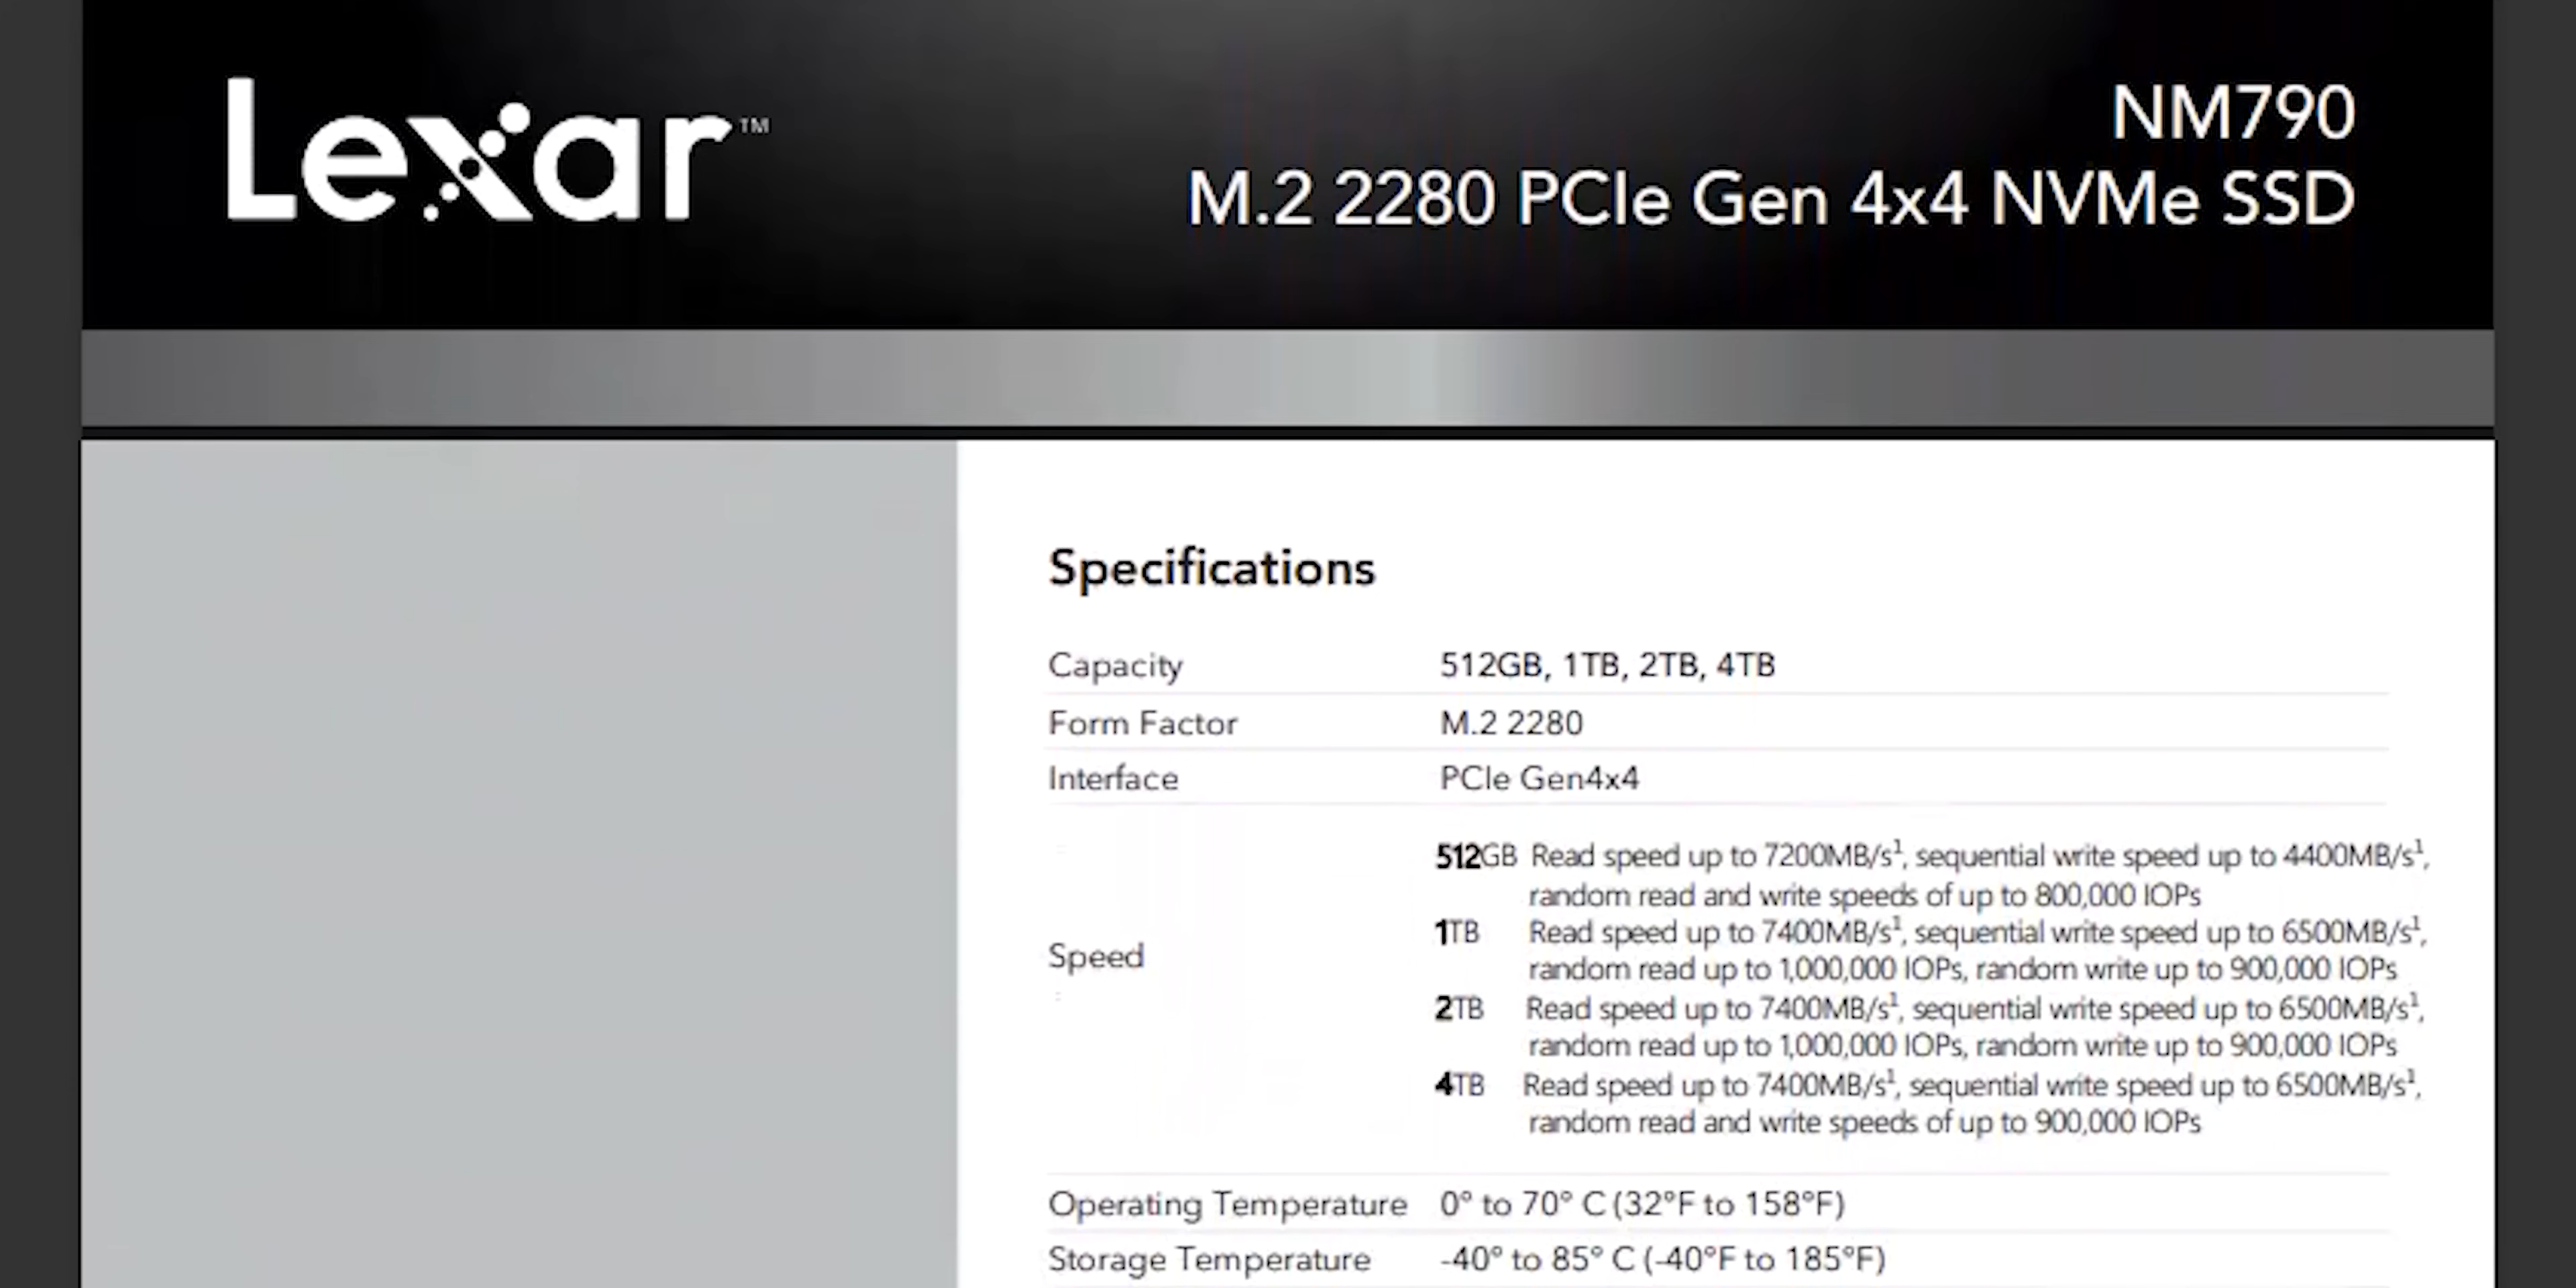 Lexar™
NM790
M.2 2280 PCIe Gen 4x4 NVMe SSD
Specifications
Capacity 512GB, 1TB, 2TB, 4TB
Form Factor M.2 2280
Interface PCIe Gen4x4
Speed
512GB Read speed up to 7200MB/s¹, sequential write speed up to 4400MB/s¹,
random read and write speeds of up to 800,000 IOPs
1TB Read speed up to 7400MB/s¹, sequential write speed up to 6500MB/s¹,
random read up to 1,000,000 IOPs, random write up to 900,000 IOPs
2TB Read speed up to 7400MB/s¹, sequential write speed up to 6500MB/s¹,
random read up to 1,000,000 IOPs, random write up to 900,000 IOPs
4TB Read speed up to 7400MB/s¹, sequential write speed up to 6500MB/s¹,
random read and write speeds of up to 900,000 IOPs
Operating Temperature 0° to 70° C (32°F to 158°F)
Storage Temperature -40° to 85° C (-40°F to 185°F)